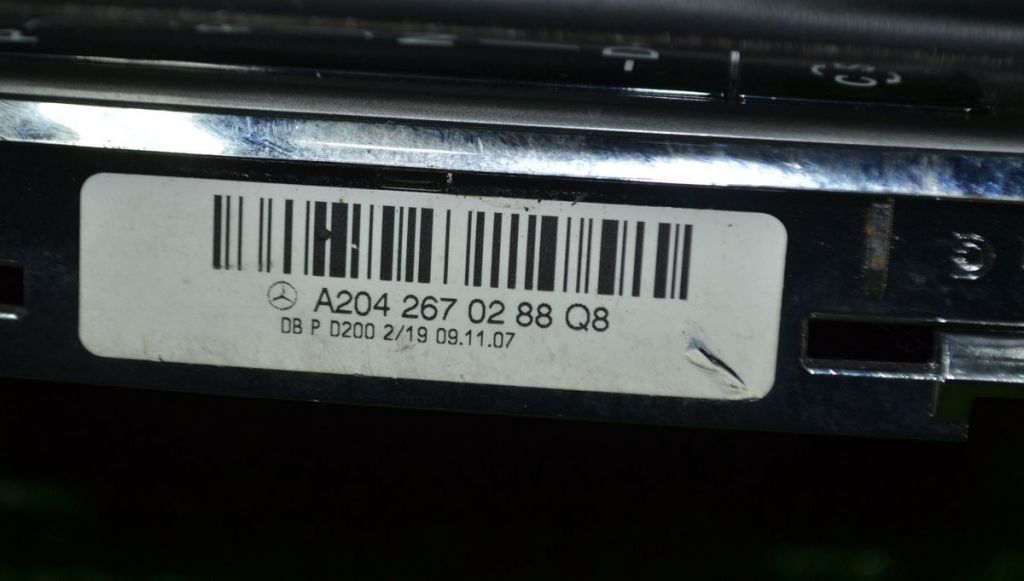 D
(S C)
A204 267 02 88 Q8
DB P D200 2/19 09.11.07